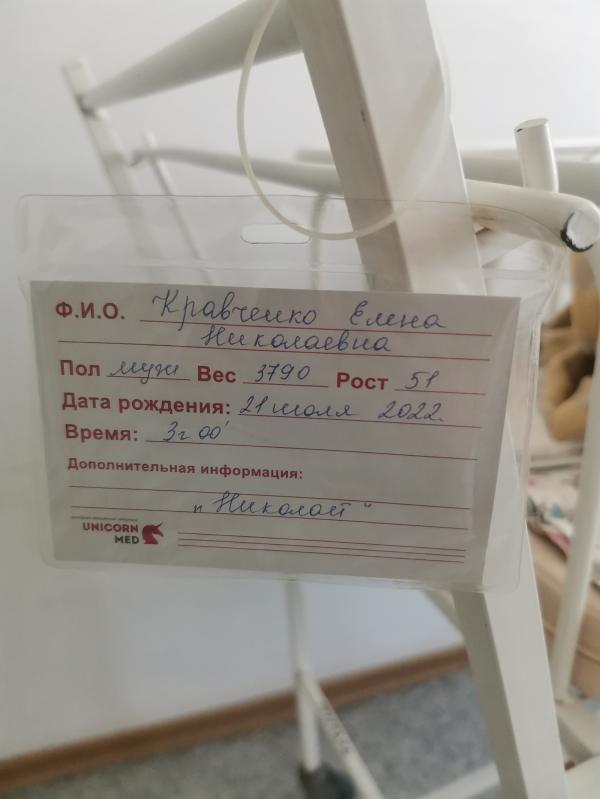 Ф.И.О. Кравченко Елена
Николаевна
Пол муж Вес 3790 Рост 51
Дата рождения: 21 июля 2022.
Время: 3ч 00'
Дополнительная информация:
„Николай"
UNICORN
MED